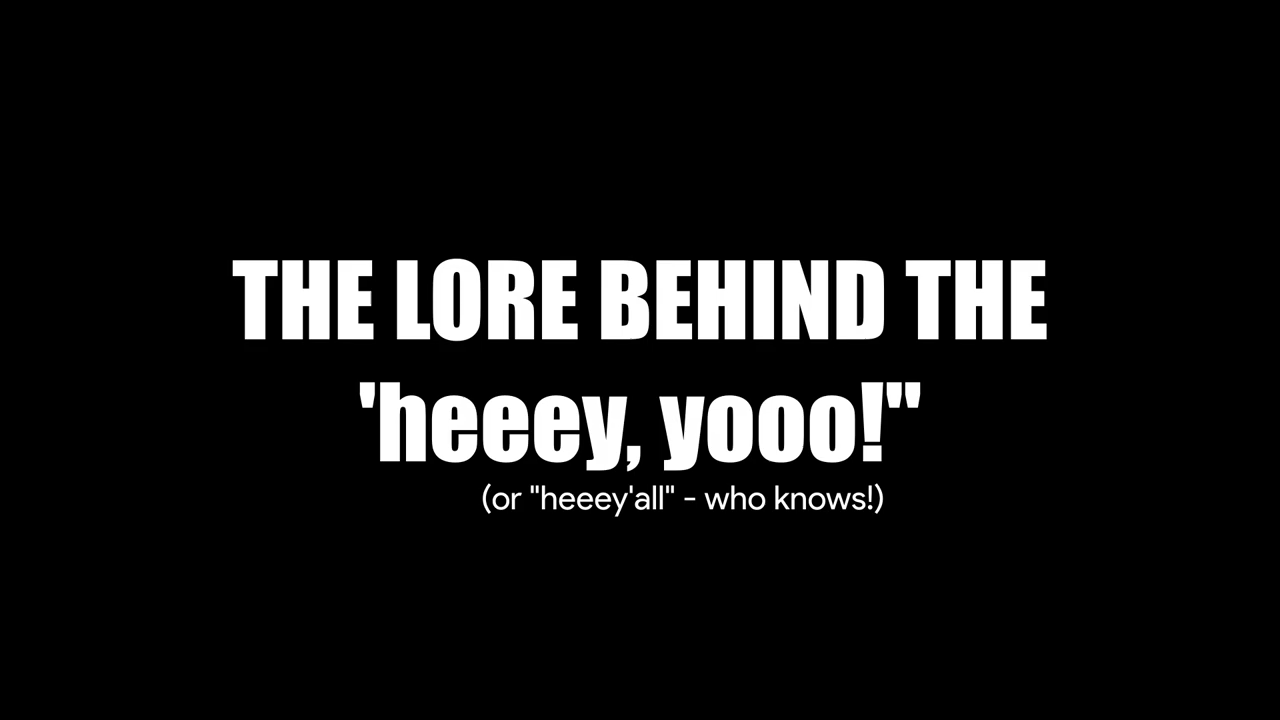 THE LORE BEHIND THE
'heeey, yooo!"
(or "heeey'all" - who knows!)